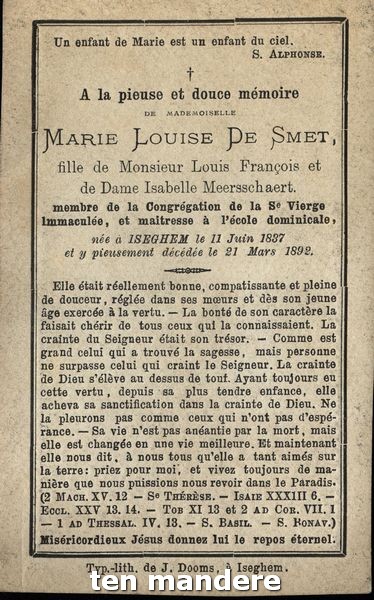 Un enfant de Marie est un enfant du ciel.
S. Alphonse.
†
A la pieuse et douce mémoire
DE MADEMOISELLE
Marie Louise De Smet,
fille de Monsieur Louis François et
de Dame Isabelle Meersschaert.
membre de la Congrégation de la Se Vierge
Immaculée, et maîtresse à l'école dominicale,
née à ISEGHEM le 11 Juin 1837
et y pieusement décédée le 21 Mars 1892.
Elle était réellement bonne, compatissante et pleine
de douceur, réglée dans ses mœurs et dès son jeune
âge exercée à la vertu. — La bonté de son caractère la
faisait chérir de tous ceux qui la connaissaient. La
crainte du Seigneur était son trésor. — Comme est
grand celui qui a trouvé la sagesse, mais personne
ne surpasse celui qui craint le Seigneur. La crainte
de Dieu s'élève au dessus de tout. Ayant toujours eu
cette vertu, depuis sa plus tendre enfance, elle
acheva sa sanctification dans la crainte de Dieu. Ne
la pleurons pas comme ceux qui n'ont pas d'espé-
rance. — Sa vie n'est pas anéantie par la mort, mais
elle est changée en une vie meilleure. Et maintenant
elle nous dit, à nous tous qu'elle a tant aimés sur
la terre: priez pour moi, et vivez toujours de ma-
nière que nous puissions nous revoir dans le Paradis.
(2 Mach. XV. 12 — Se Thérèse. — Isaie XXXIII 6. —
Eccl. XXV 13. 14. — Tob XI 13 et 2 Ad Cor. VII. 1
— 1 ad Thessal. IV. 13. — S. Basil. — S. Bonav.)
Miséricordieux Jésus donnez lui le repos éternel.
Typ.-lith. de J. Dooms, à Iseghem.
ten mandere